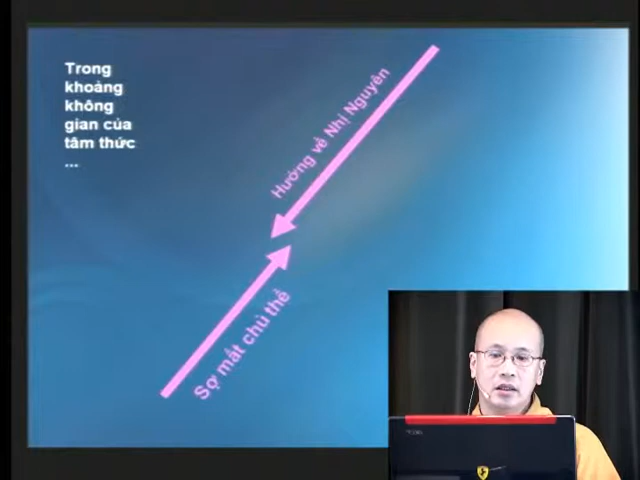 Trong
khoảng
không
gian của
tâm thức
...
Hướng về Nhị Nguyên
Sợ mất chủ thể